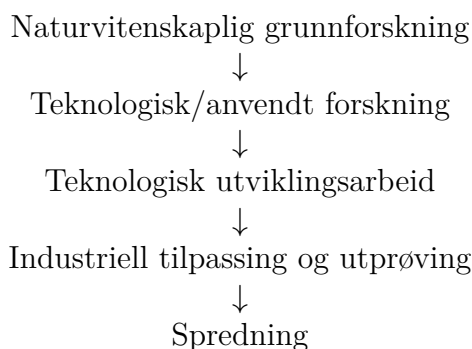 Naturvitenskaplig grunnforskning
↓
Teknologisk/anvendt forskning
↓
Teknologisk utviklingsarbeid
↓
Industriell tilpassing og utprøving
↓
Spredning